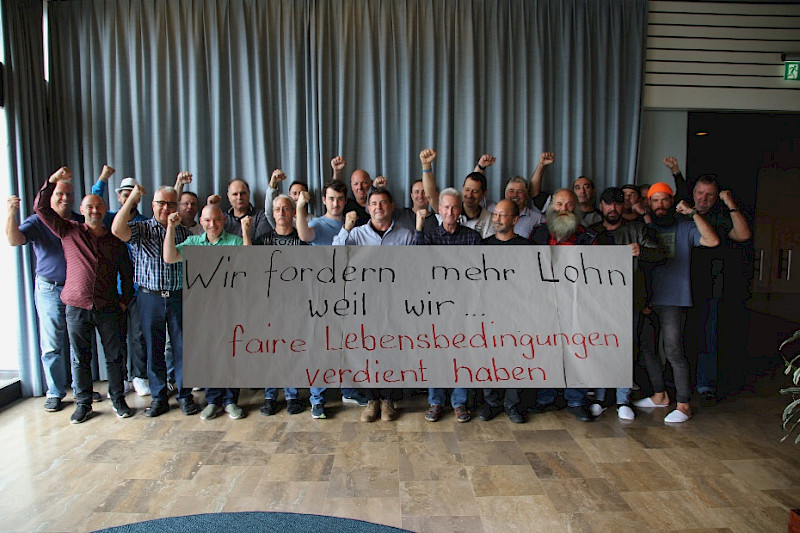 Wir fordern mehr Lohn
weil wir...
faire Lebensbedingungen
verdient haben